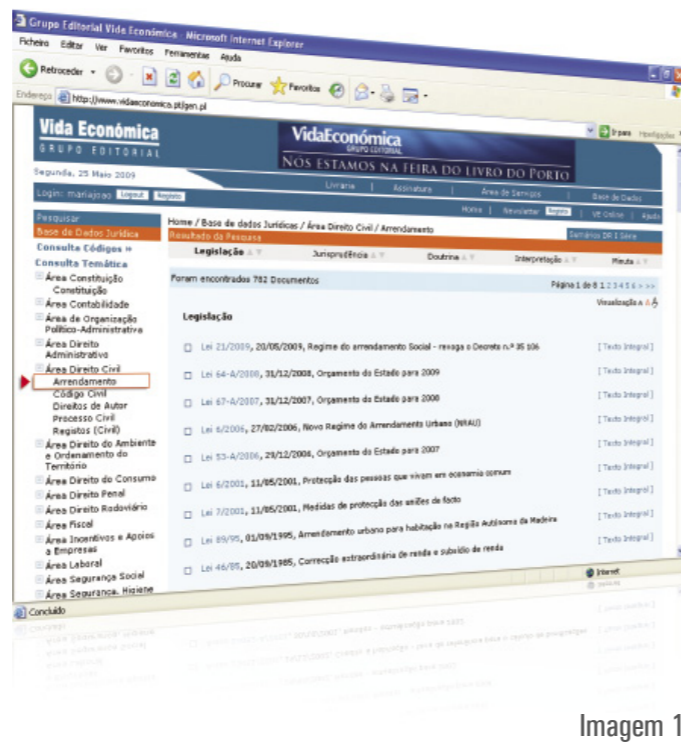 Grupo Editorial Vida Económica - Microsoft Internet Explorer
Ficheiro Editar Ver Favoritos Ferramentas Ajuda
Retroceder Procurar Favoritos
Endereço http://www.vidaeconomica.pt/gen.pl Ir para Hiperligações
Vida Económica
GRUPO EDITORIAL
VidaEconómica
GRUPO EDITORIAL
NÓS ESTAMOS NA FEIRA DO LIVRO DO PORTO
Segunda, 25 Maio 2009
Livraria | Assinatura | Área de Serviços | Base de Dados
Login: mariajoao Logout Registo
Home | Newsletter Registo | VE Online | Ajuda
Pesquisar
Base de Dados Jurídica
Consulta Códigos »
Consulta Temática
Área Constituição
Constituição
Área Contabilidade
Área de Organização
Político-Administrativa
Área Direito
Administrativo
Área Direito Civil
Arrendamento
Código Civil
Direitos de Autor
Processo Civil
Registos (Civil)
Área Direito do Ambiente
e Ordenamento do
Território
Área Direito do Consumo
Área Direito Penal
Área Direito Rodoviário
Área Fiscal
Área Incentivos e Apoios
a Empresas
Área Laboral
Área Segurança Social
Área Segurança, Higiene
Home / Base de dados Jurídicas / Área Direito Civil / Arrendamento
Resultado da Pesquisa
Sumários DR I Série
Legislação Jurisprudência Doutrina Interpretação Minuta
Foram encontrados 782 Documentos
Página 1 de 8 1 2 3 4 5 6 > >>
Visualização A A A
Legislação
Lei 21/2009, 20/05/2009, Regime do arrendamento Social - revoga o Decreto n.º 35 106 [ Texto Integral ]
Lei 64-A/2008, 31/12/2008, Orçamento do Estado para 2009 [ Texto Integral ]
Lei 67-A/2007, 31/12/2007, Orçamento do Estado para 2008 [ Texto Integral ]
Lei 6/2006, 27/02/2006, Novo Regime do Arrendamento Urbano (NRAU) [ Texto Integral ]
Lei 53-A/2006, 29/12/2006, Orçamento do Estado para 2007 [ Texto Integral ]
Lei 6/2001, 11/05/2001, Protecção das pessoas que vivam em economia comum [ Texto Integral ]
Lei 7/2001, 11/05/2001, Medidas de protecção das uniões de facto [ Texto Integral ]
Lei 89/95, 01/09/1995, Arrendamento urbano para habitação na Região Autónoma da Madeira [ Texto Integral ]
Lei 46/85, 20/09/1985, Correcção extraordinária de renda e subsídio de renda [ Texto Integral ]
Concluído
Internet
Imagem 1